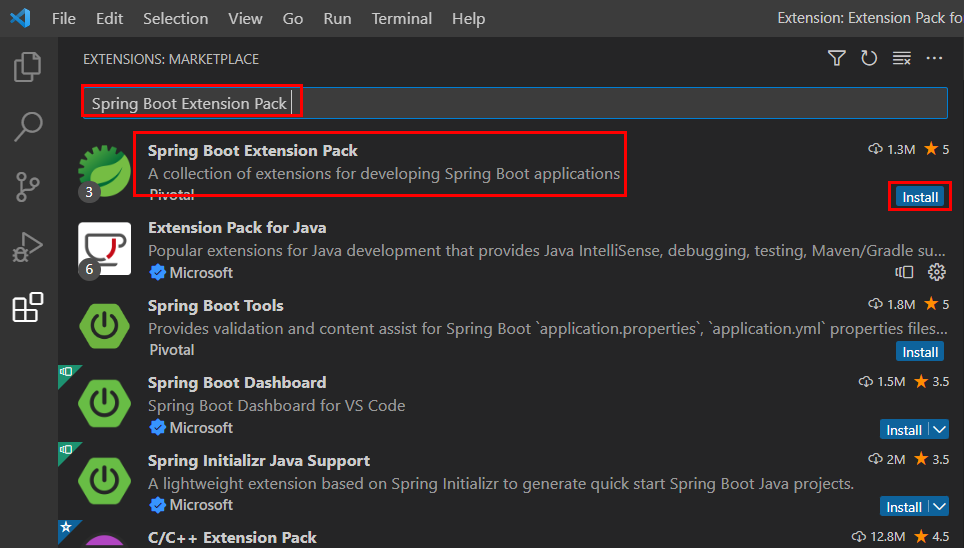 File Edit Selection View Go Run Terminal Help Extension: Extension Pack fo
EXTENSIONS: MARKETPLACE
Spring Boot Extension Pack
Spring Boot Extension Pack 1.3M 5
A collection of extensions for developing Spring Boot applications
3 Pivotal Install
Extension Pack for Java
Popular extensions for Java development that provides Java IntelliSense, debugging, testing, Maven/Gradle su...
6 Microsoft
Spring Boot Tools 1.8M 5
Provides validation and content assist for Spring Boot `application.properties`, `application.yml` properties files...
Pivotal Install
Spring Boot Dashboard 1.5M 3.5
Spring Boot Dashboard for VS Code
Microsoft Install
Spring Initializr Java Support 2M 3.5
A lightweight extension based on Spring Initializr to generate quick start Spring Boot Java projects.
Microsoft Install
C/C++ Extension Pack 12.8M 4.5